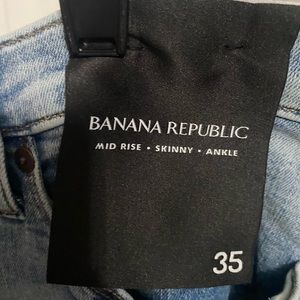 BANANA REPUBLIC
MID RISE • SKINNY • ANKLE
35